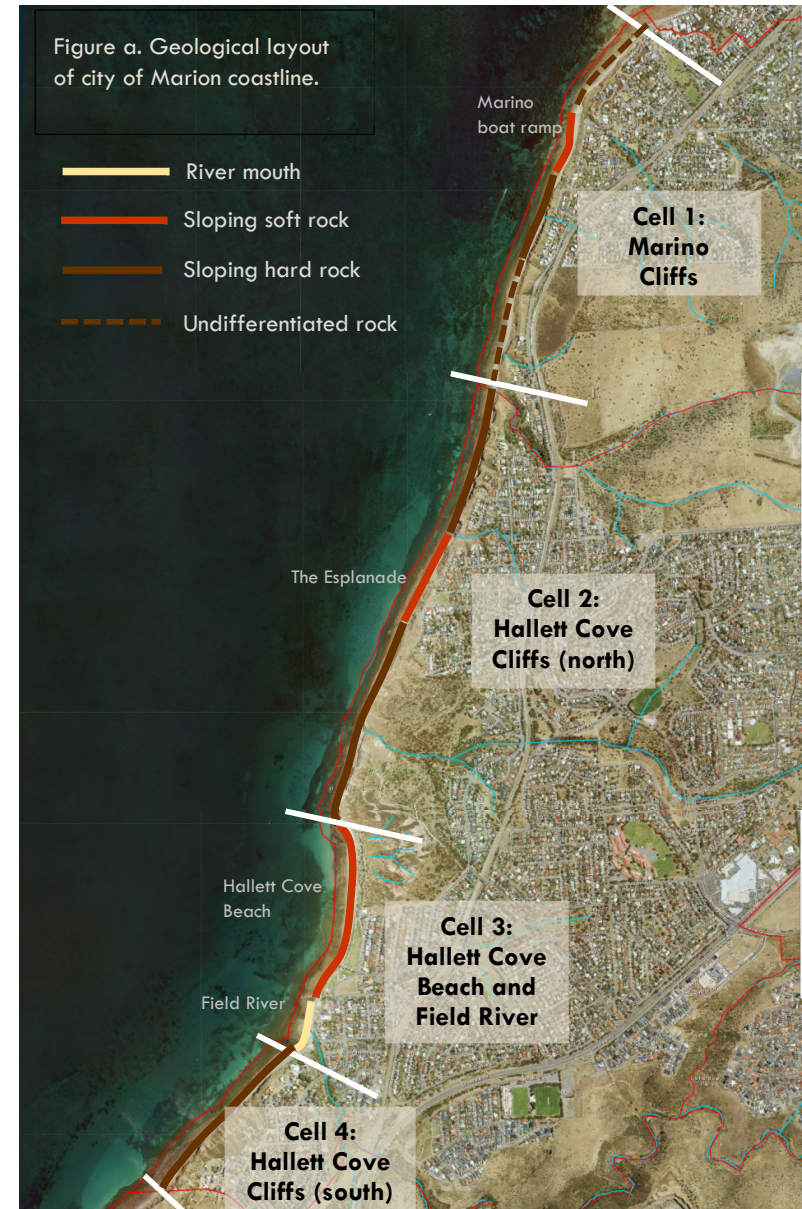 Figure a. Geological layout
of city of Marion coastline.
River mouth
Sloping soft rock
Sloping hard rock
Undifferentiated rock
Marino
boat ramp
Cell 1:
Marino
Cliffs
The Esplanade
Cell 2:
Hallett Cove
Cliffs (north)
Hallett Cove
Beach
Cell 3:
Hallett Cove
Beach and
Field River
Field River
Cell 4:
Hallett Cove
Cliffs (south)